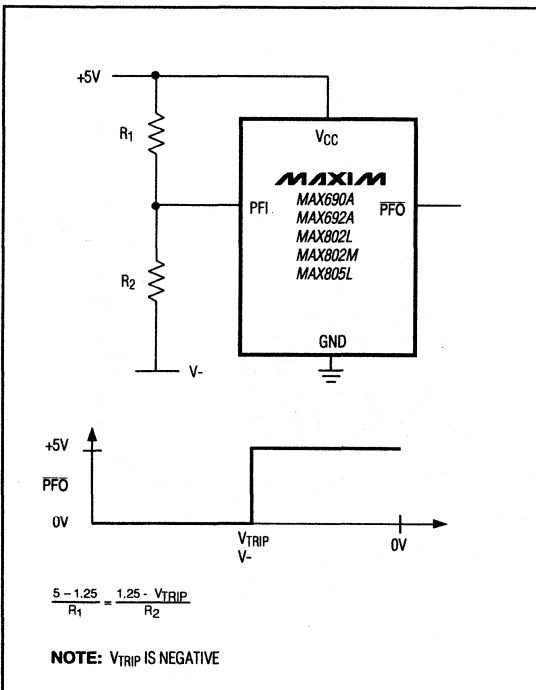 +5V
R1
VCC
MAXIM
MAX690A
MAX692A
MAX802L
MAX802M
MAX805L
PFI
PFO
R2
GND
V-
+5V
PFO
0V
VTRIP
V-
0V
5 – 1.25 / R1 = 1.25 - VTRIP / R2
NOTE: VTRIP IS NEGATIVE